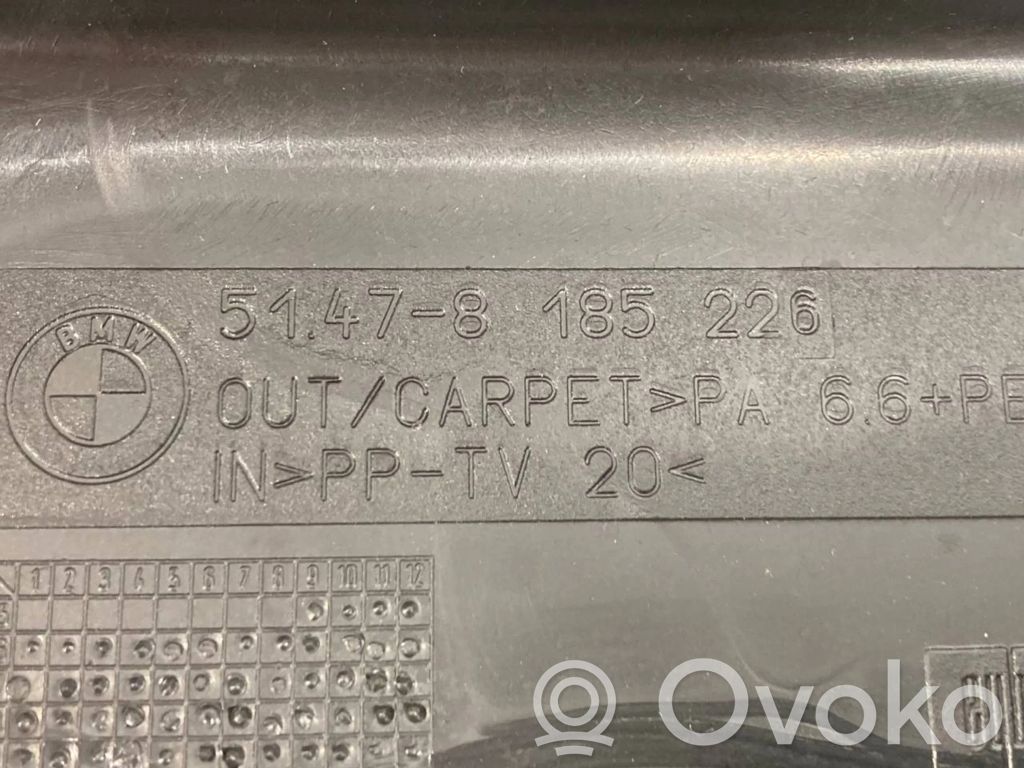 51.47-8 185 226
BMW
OUT/CARPET>PA 6.6+PE
IN>PP-TV 20<
1 2 3 4 5 6 7 8 9 10 11 12
Ovoko